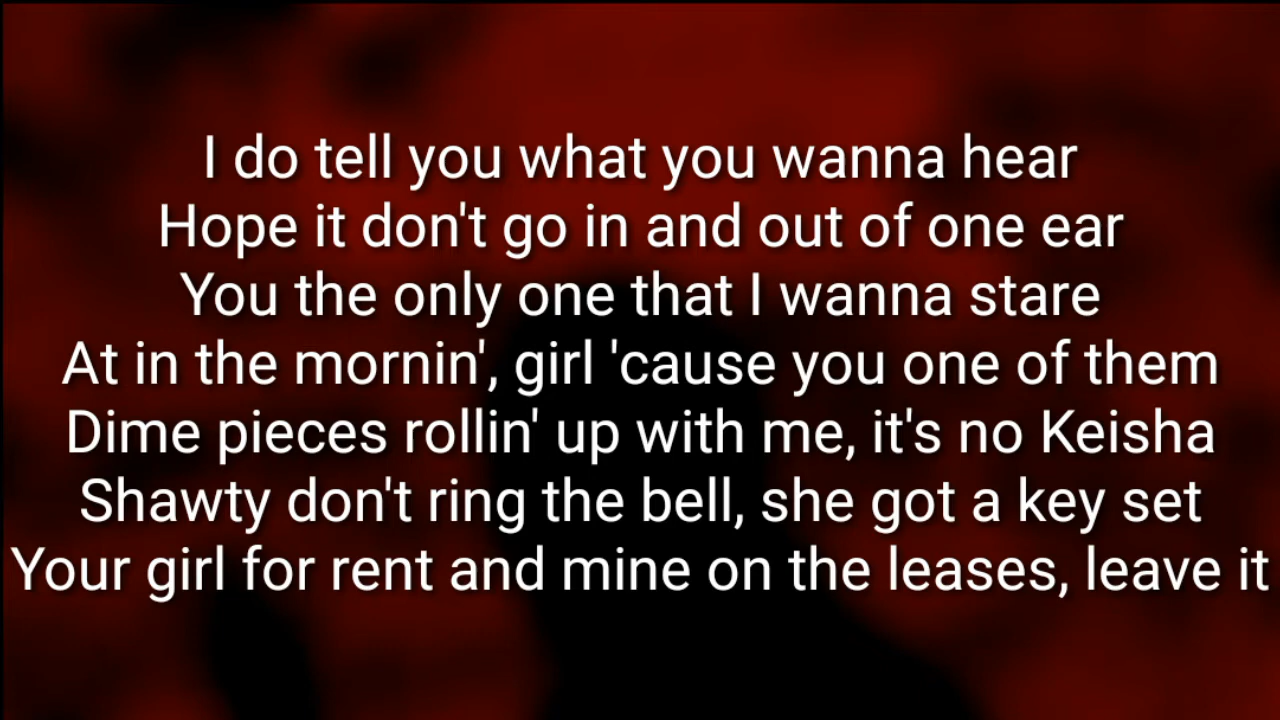 I do tell you what you wanna hear
Hope it don't go in and out of one ear
You the only one that I wanna stare
At in the mornin', girl 'cause you one of them
Dime pieces rollin' up with me, it's no Keisha
Shawty don't ring the bell, she got a key set
Your girl for rent and mine on the leases, leave it